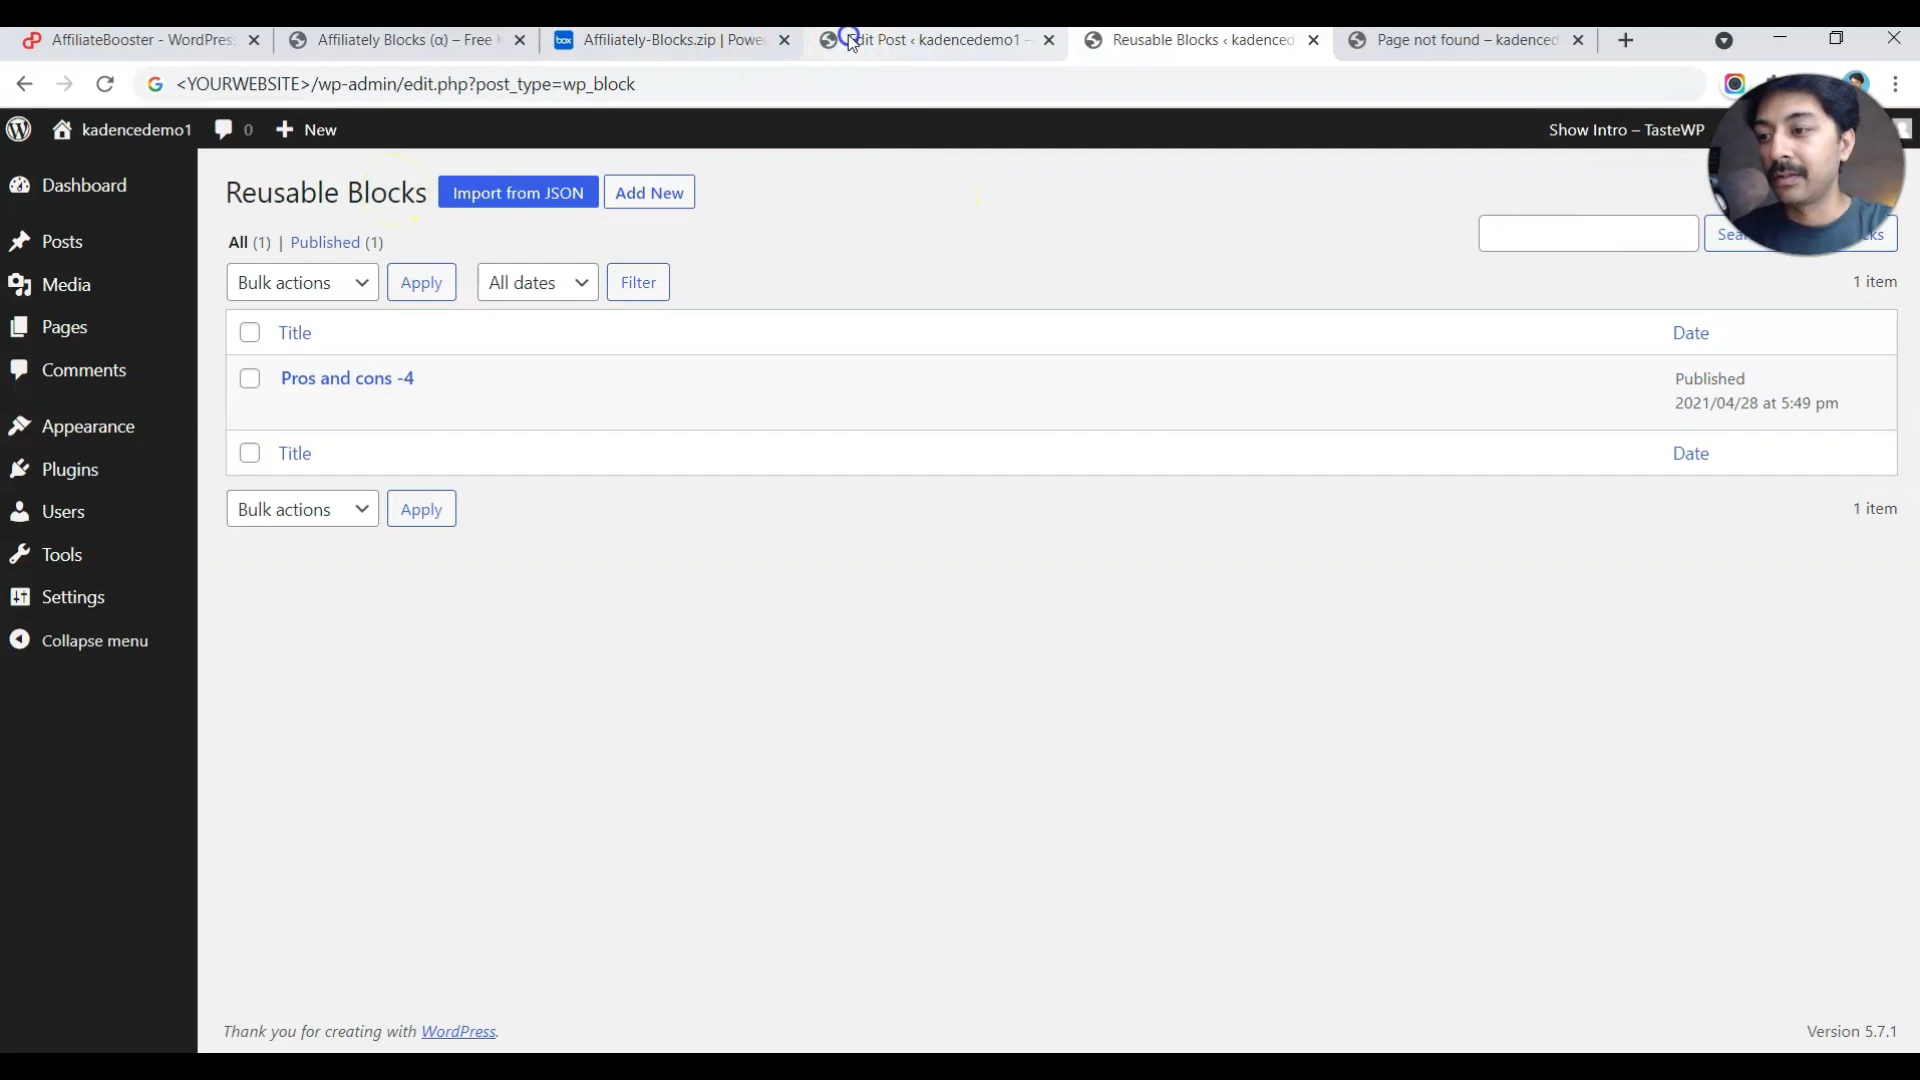 AffiliateBooster - WordPres
Affiliately Blocks (α) – Free
Affiliately-Blocks.zip | Powe
dit Post ‹ kadencedemo1 –
Reusable Blocks ‹ kadenced
Page not found – kadenced
<YOURWEBSITE>/wp-admin/edit.php?post_type=wp_block
kadencedemo1
0
New
Show Intro – TasteWP
Dashboard
Posts
Media
Pages
Comments
Appearance
Plugins
Users
Tools
Settings
Collapse menu
Reusable Blocks
Import from JSON
Add New
All (1) | Published (1)
Bulk actions
Apply
All dates
Filter
1 item
Title
Date
Pros and cons -4
Published
2021/04/28 at 5:49 pm
Title
Date
Bulk actions
Apply
1 item
Thank you for creating with WordPress.
Version 5.7.1